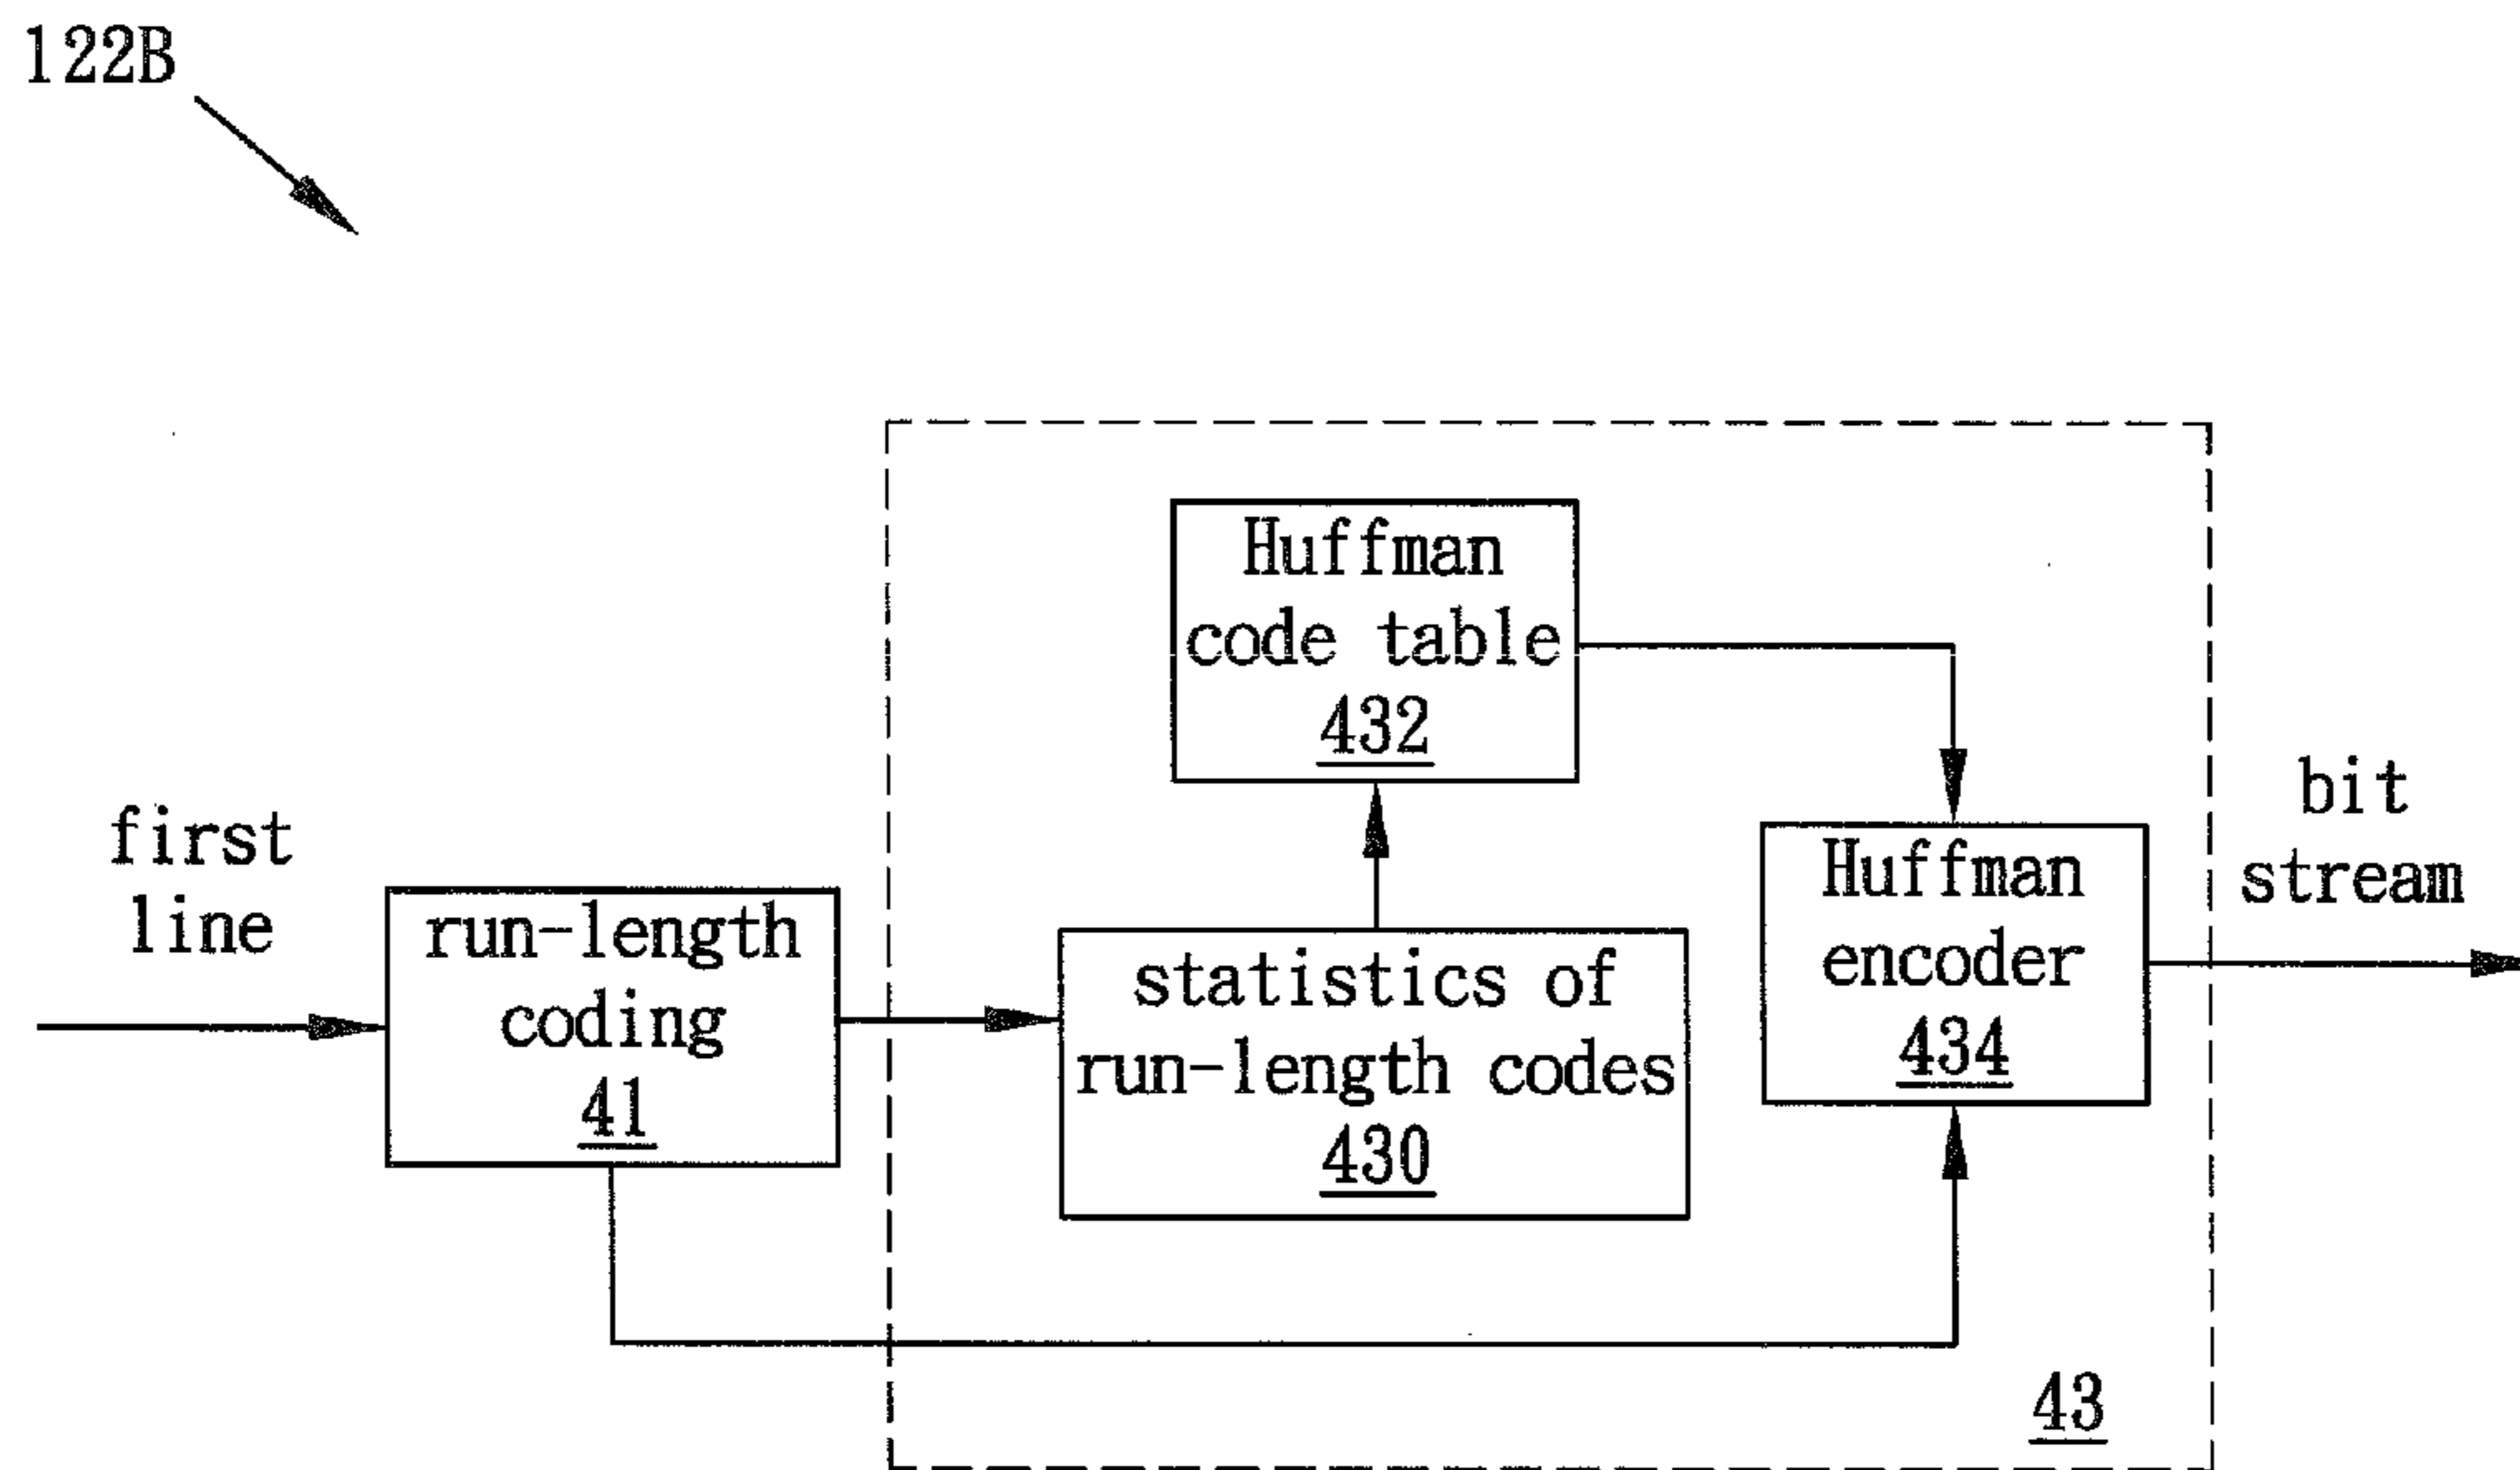 122B
first
line
run-length
coding
41
Huffman
code table
432
statistics of
run-length codes
430
Huffman
encoder
434
bit
stream
43